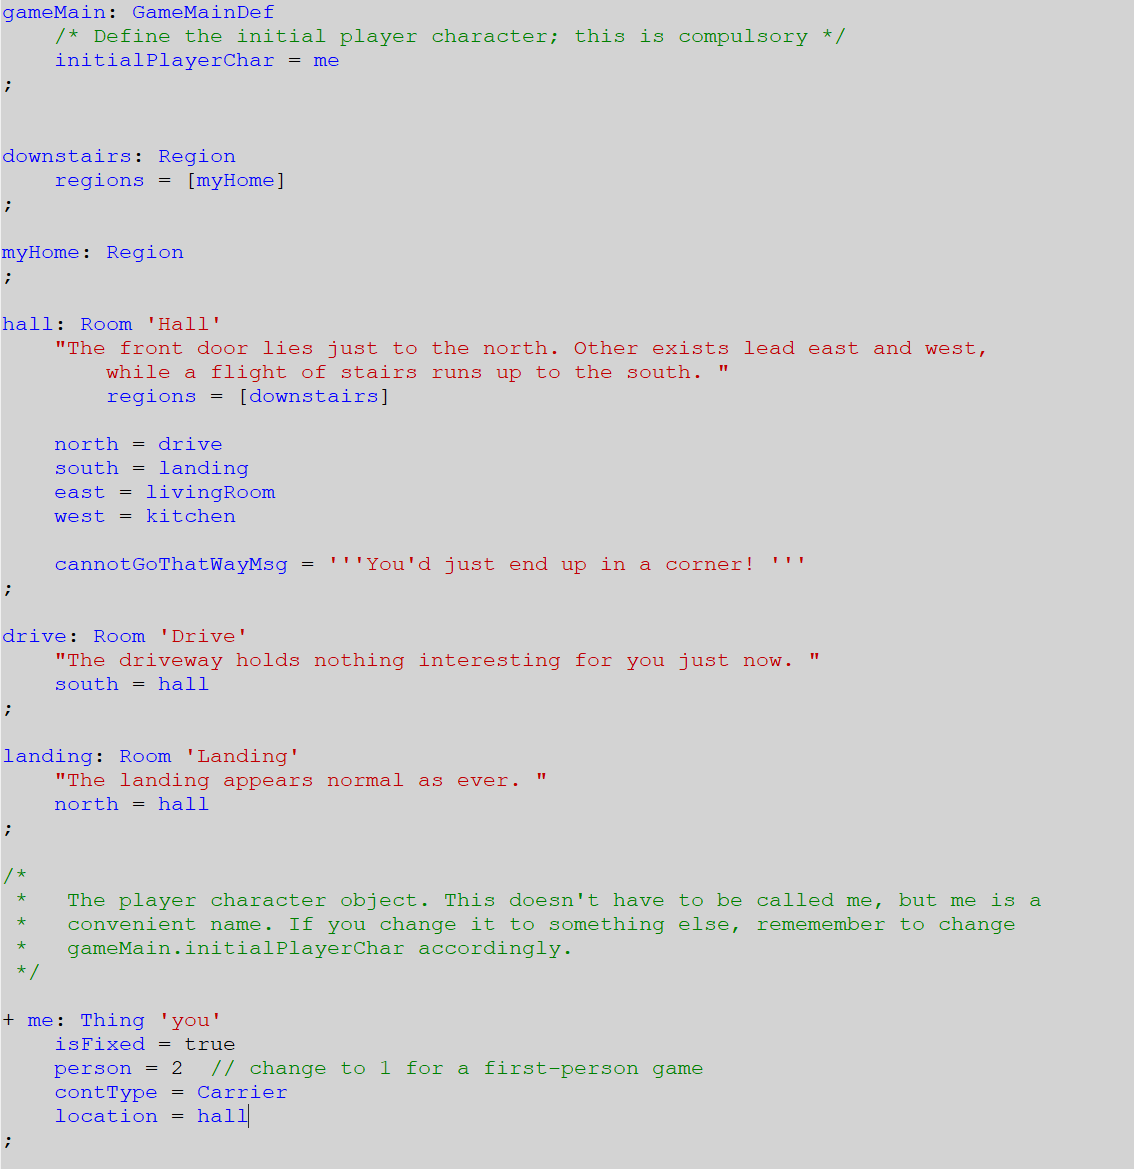 gameMain: GameMainDef
    /* Define the initial player character; this is compulsory */
    initialPlayerChar = me
;
downstairs: Region
    regions = [myHome]
;
myHome: Region
;
hall: Room 'Hall'
    "The front door lies just to the north. Other exists lead east and west,
        while a flight of stairs runs up to the south. "
        regions = [downstairs]
    north = drive
    south = landing
    east = livingRoom
    west = kitchen
    cannotGoThatWayMsg = '''You'd just end up in a corner! '''
;
drive: Room 'Drive'
    "The driveway holds nothing interesting for you just now. "
    south = hall
;
landing: Room 'Landing'
    "The landing appears normal as ever. "
    north = hall
;
/*
 *   The player character object. This doesn't have to be called me, but me is a
 *   convenient name. If you change it to something else, rememember to change
 *   gameMain.initialPlayerChar accordingly.
 */
+ me: Thing 'you'
    isFixed = true
    person = 2  // change to 1 for a first-person game
    contType = Carrier
    location = hall
;